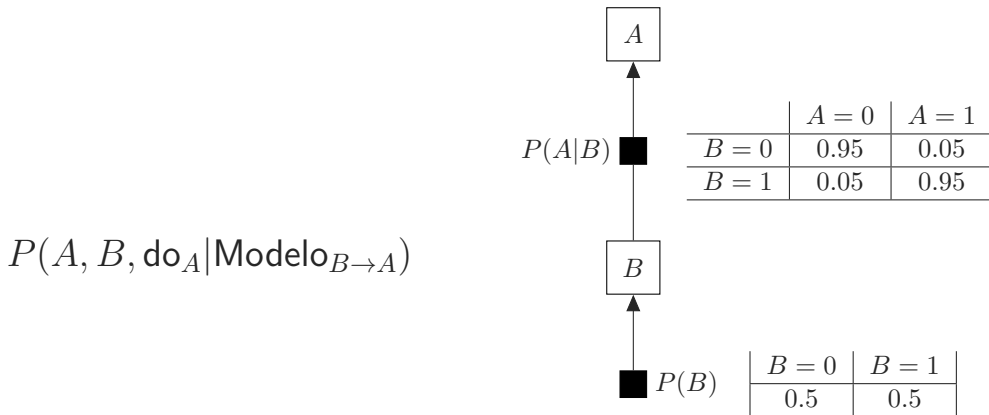 A
P(A|B)
A = 0 A = 1
B = 0 0.95 0.05
B = 1 0.05 0.95
P(A, B, do_A|Modelo_{B→A})
B
P(B)
B = 0 B = 1
0.5 0.5